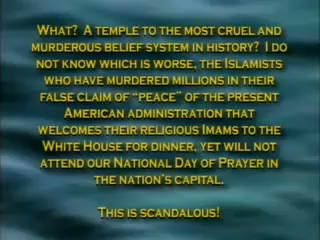 What? A temple to the most cruel and
murderous belief system in history? I do
not know which is worse, the Islamists
who have murdered millions in their
false claim of "peace" of the present
American administration that
welcomes their religious Imams to the
White House for dinner, yet will not
attend our National Day of Prayer in
the nation's capital.
This is scandalous!